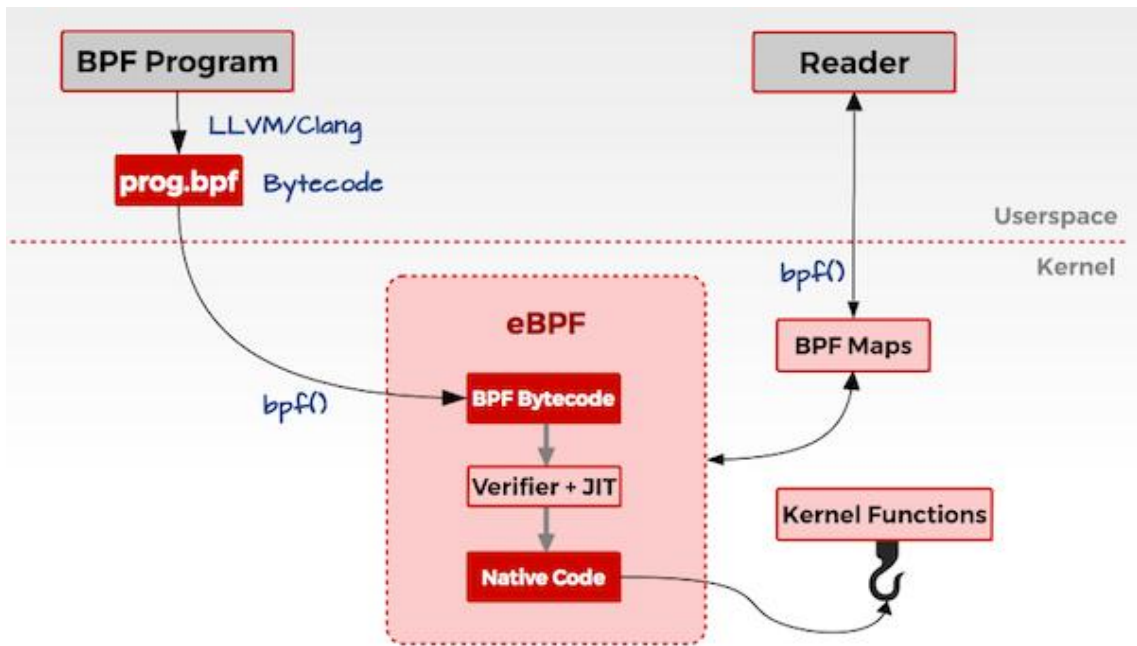 BPF Program
Reader
LLVM/Clang
prog.bpf
Bytecode
Userspace
Kernel
bpf()
eBPF
BPF Maps
BPF Bytecode
bpf()
Verifier + JIT
Kernel Functions
Native Code